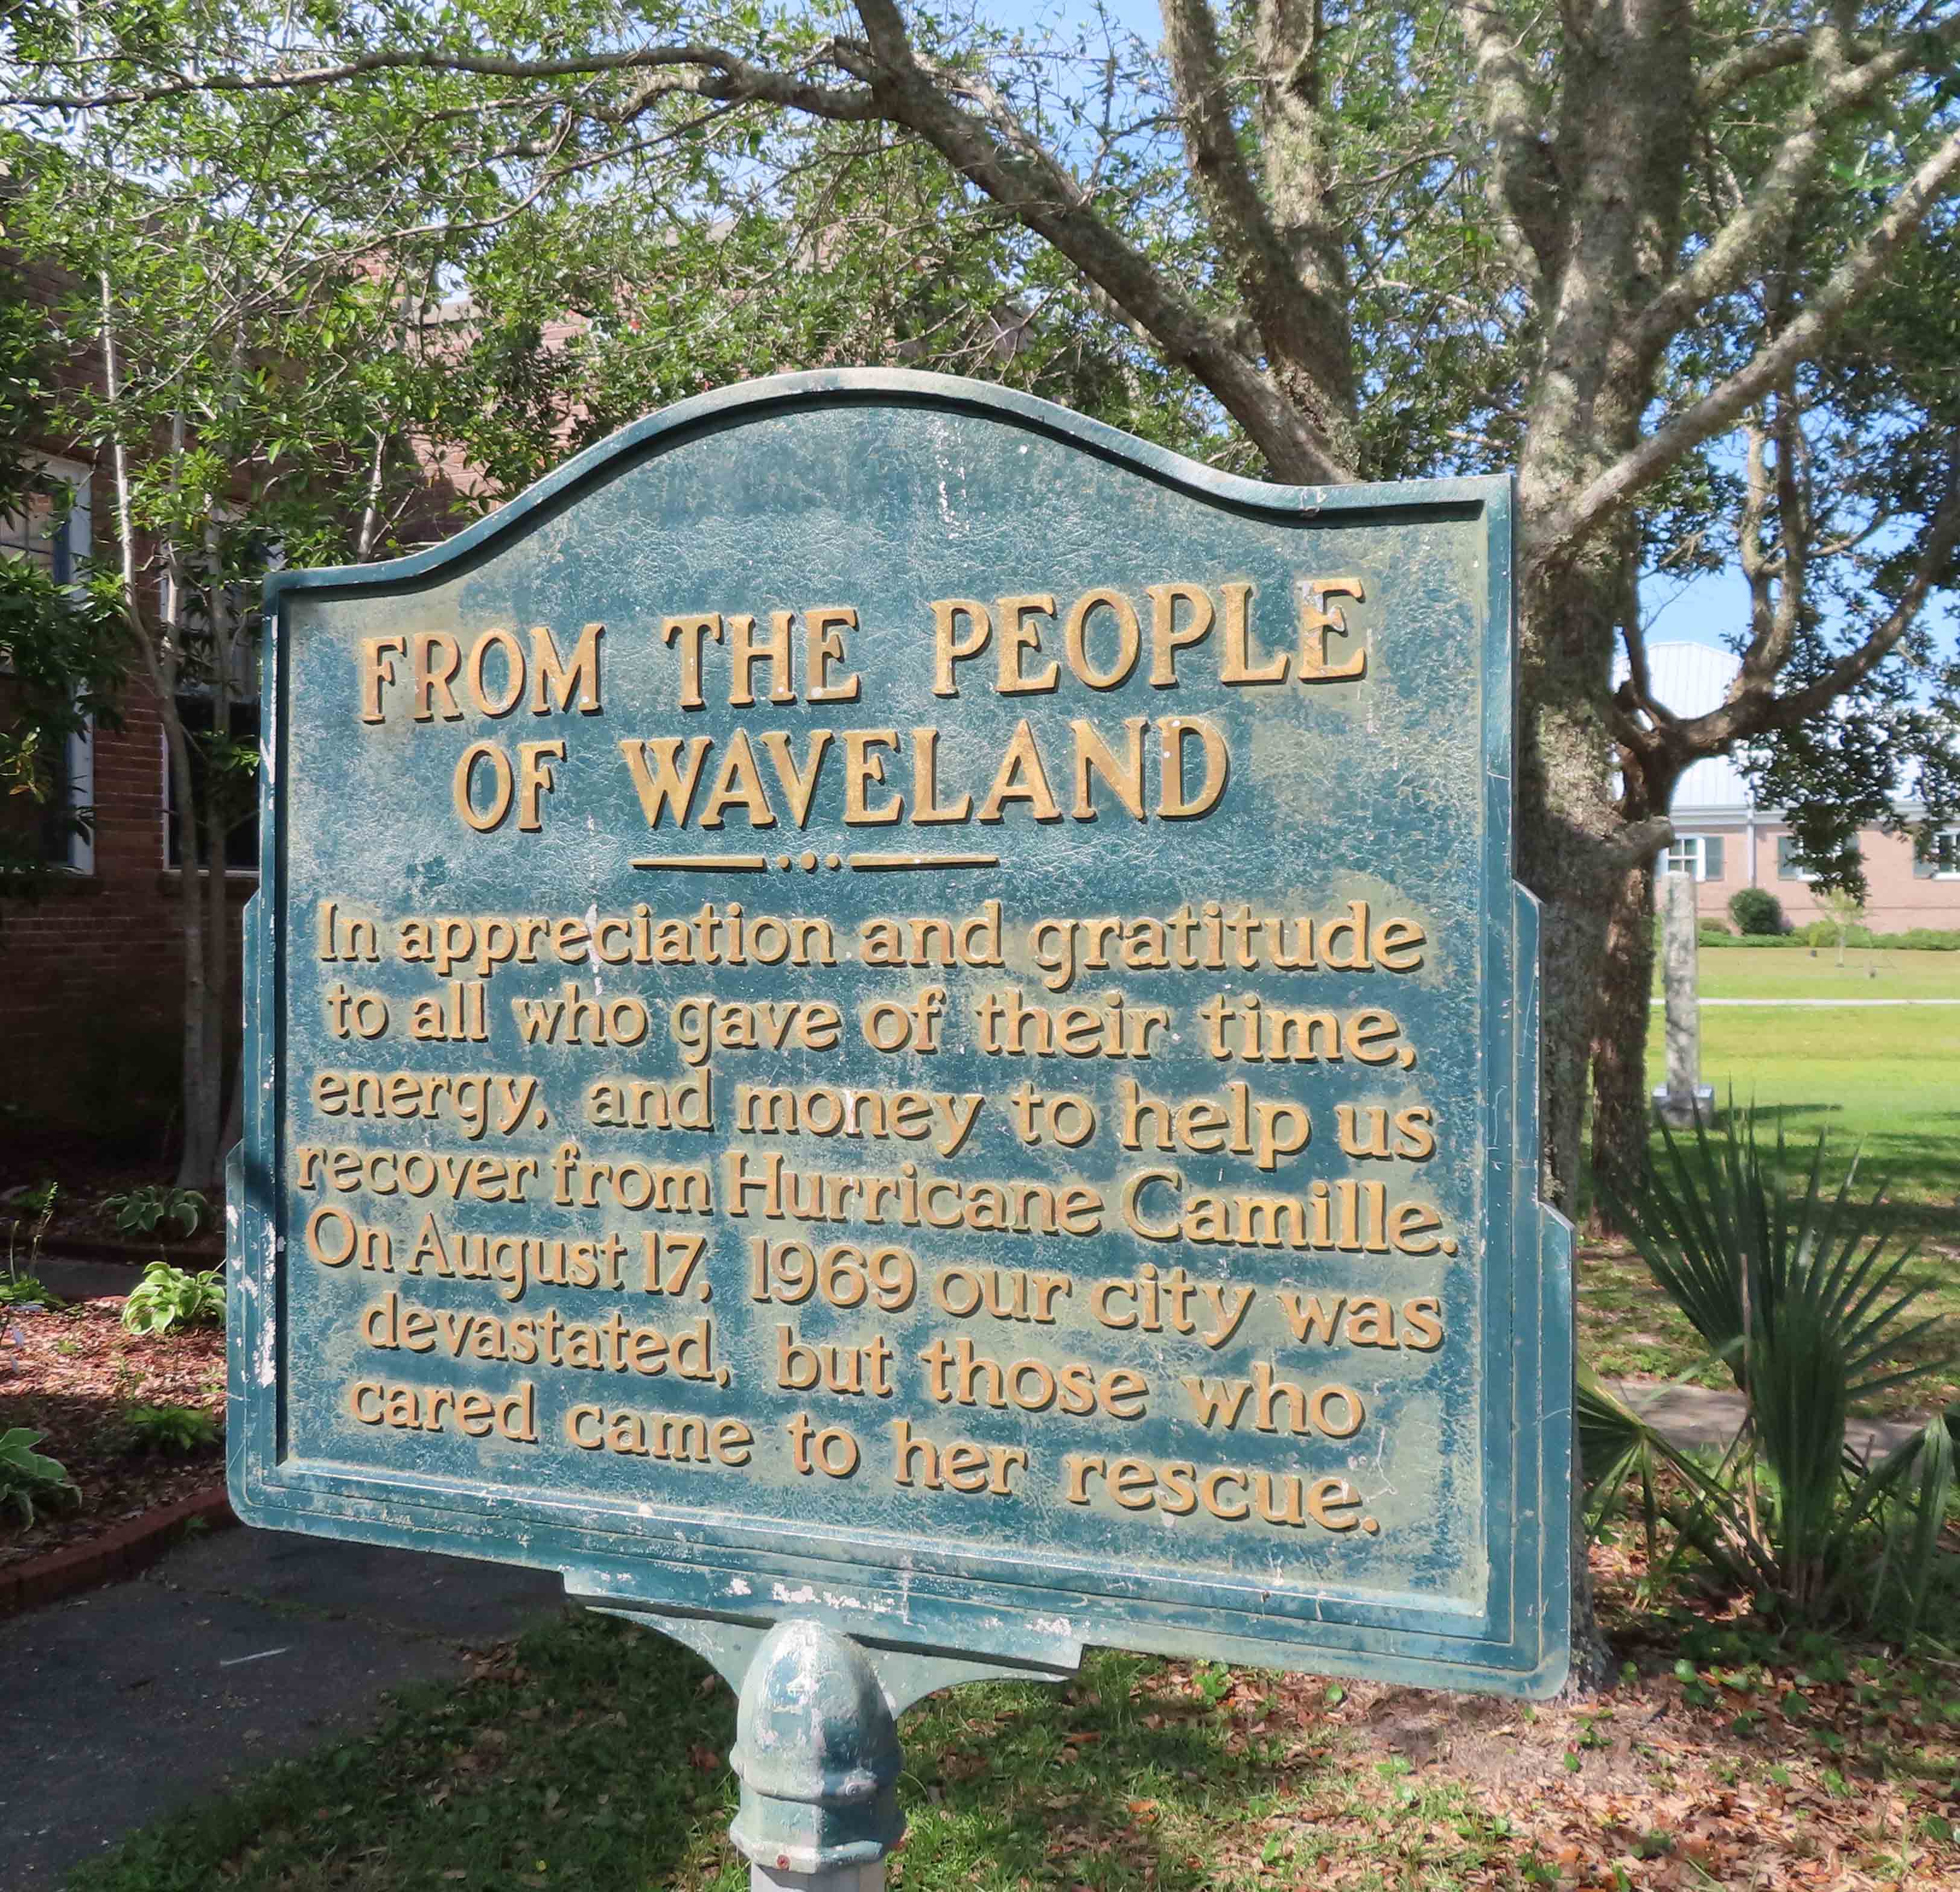 FROM THE PEOPLE
OF WAVELAND
In appreciation and gratitude
to all who gave of their time,
energy, and money to help us
recover from Hurricane Camille.
On August 17, 1969 our city was
devastated, but those who
cared came to her rescue.